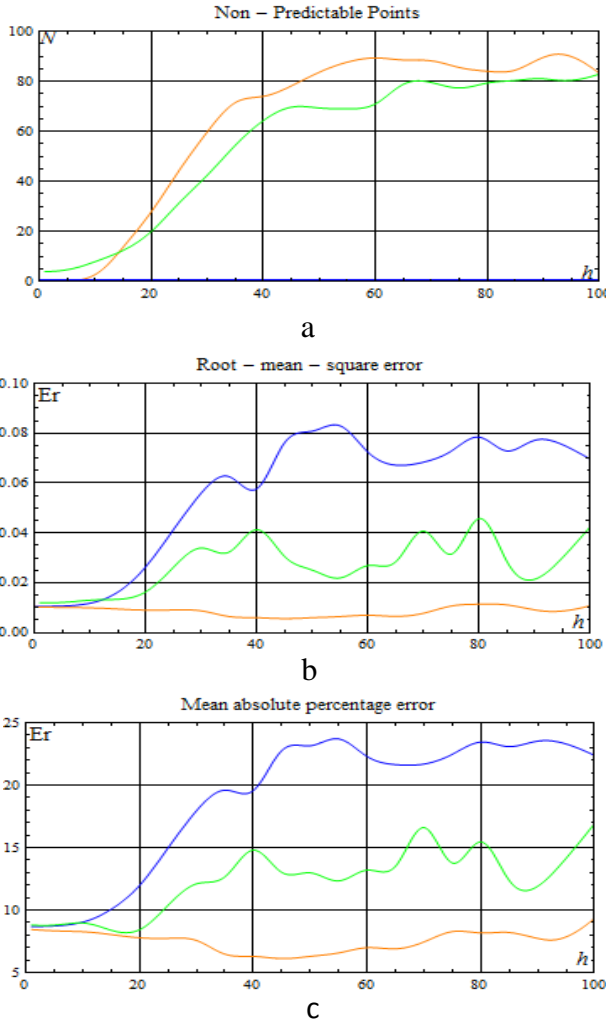 Non – Predictable Points
100
N
80
60
40
20
0
h
0 20 40 60 80 100
a
Root – mean – square error
0.10
Er
0.08
0.06
0.04
0.02
0.00
h
0 20 40 60 80 100
b
Mean absolute percentage error
25
Er
20
15
10
5
h
0 20 40 60 80 100
c